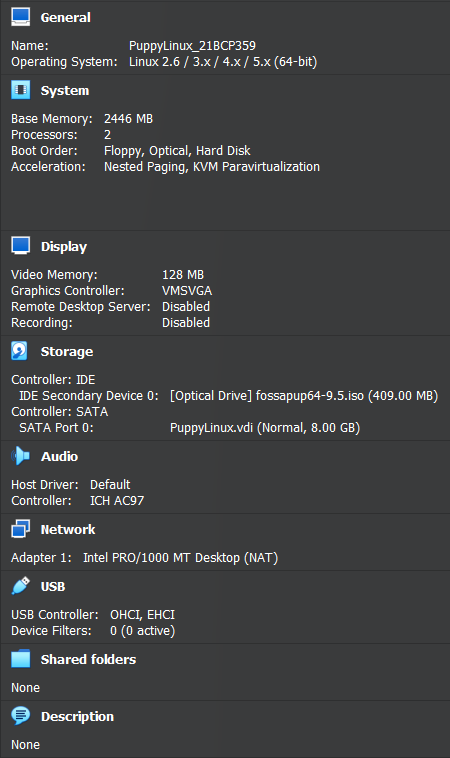 General
Name: PuppyLinux_21BCP359
Operating System: Linux 2.6 / 3.x / 4.x / 5.x (64-bit)
System
Base Memory: 2446 MB
Processors: 2
Boot Order: Floppy, Optical, Hard Disk
Acceleration: Nested Paging, KVM Paravirtualization
Display
Video Memory: 128 MB
Graphics Controller: VMSVGA
Remote Desktop Server: Disabled
Recording: Disabled
Storage
Controller: IDE
IDE Secondary Device 0: [Optical Drive] fossapup64-9.5.iso (409.00 MB)
Controller: SATA
SATA Port 0: PuppyLinux.vdi (Normal, 8.00 GB)
Audio
Host Driver: Default
Controller: ICH AC97
Network
Adapter 1: Intel PRO/1000 MT Desktop (NAT)
USB
USB Controller: OHCI, EHCI
Device Filters: 0 (0 active)
Shared folders
None
Description
None